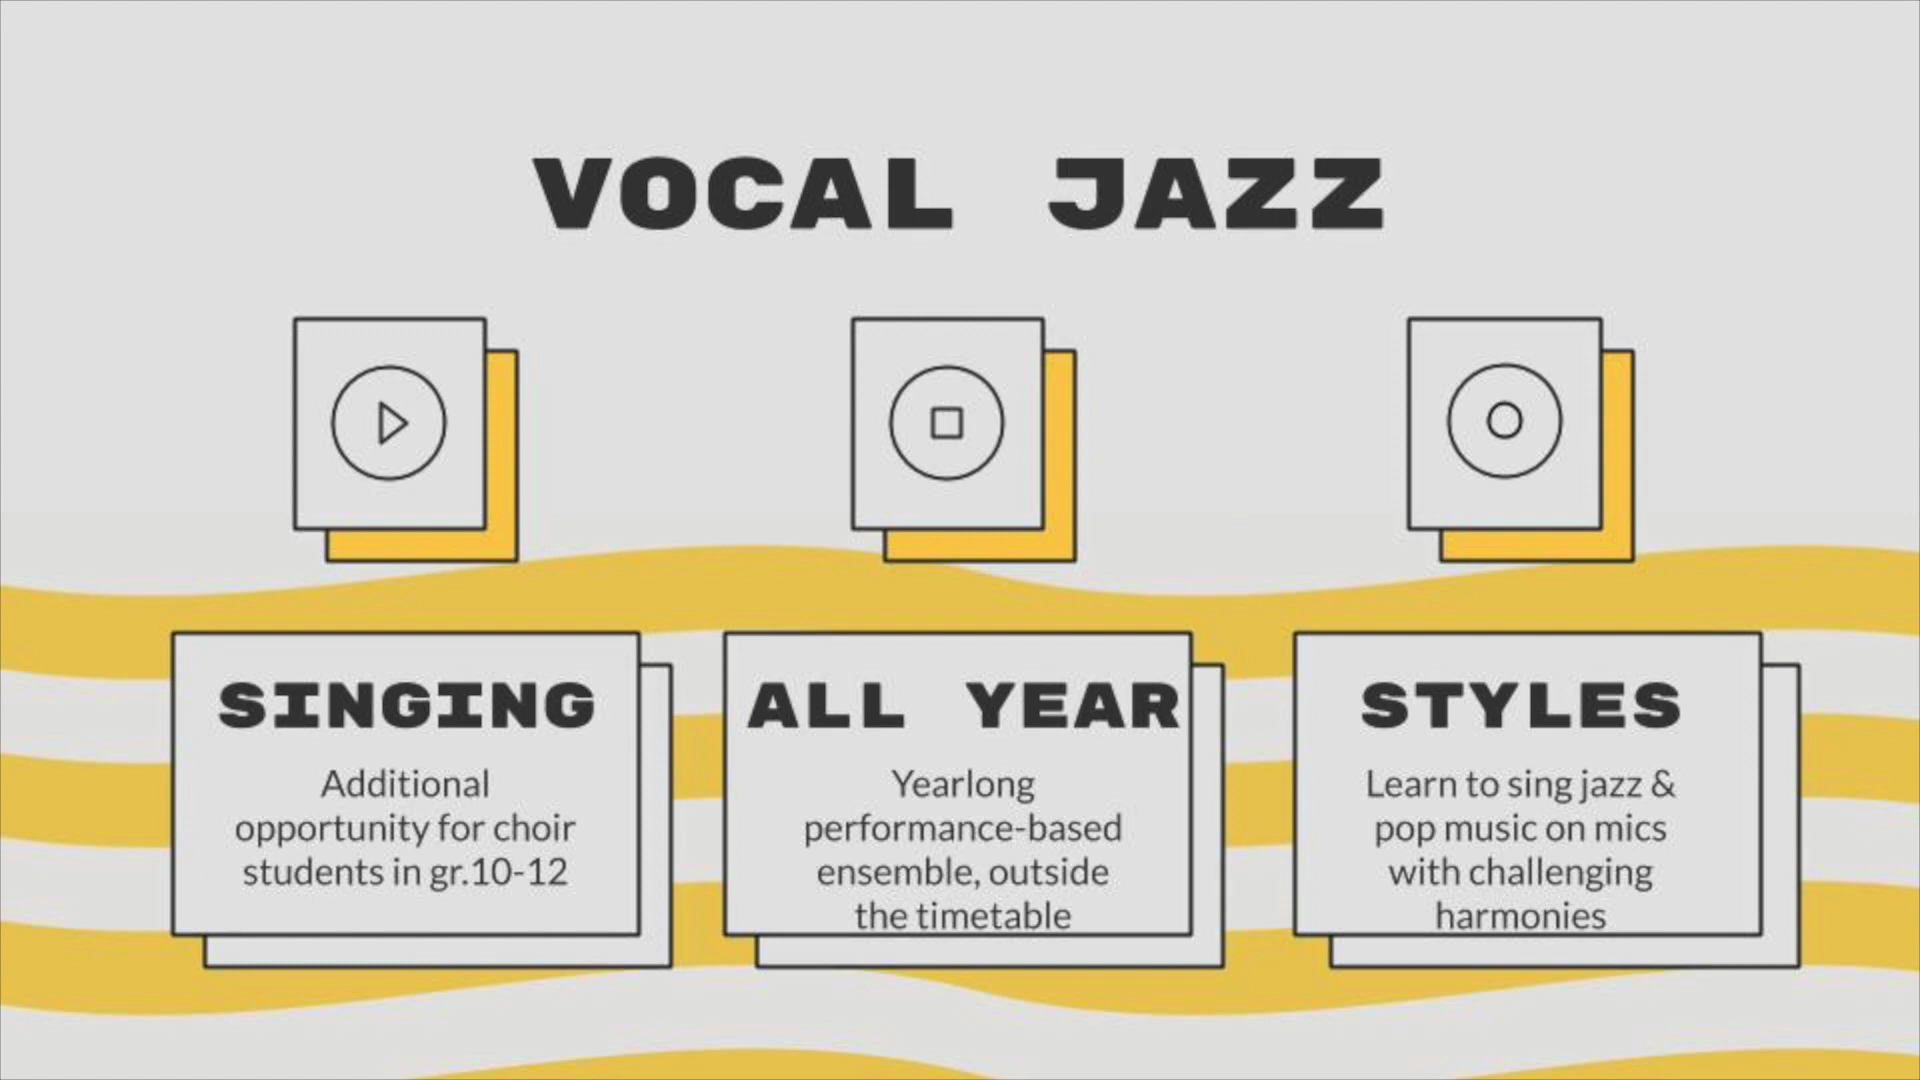 VOCAL JAZZ
SINGING
Additional
opportunity for choir
students in gr.10-12
ALL YEAR
Yearlong
performance-based
ensemble, outside
the timetable
STYLES
Learn to sing jazz &
pop music on mics
with challenging
harmonies